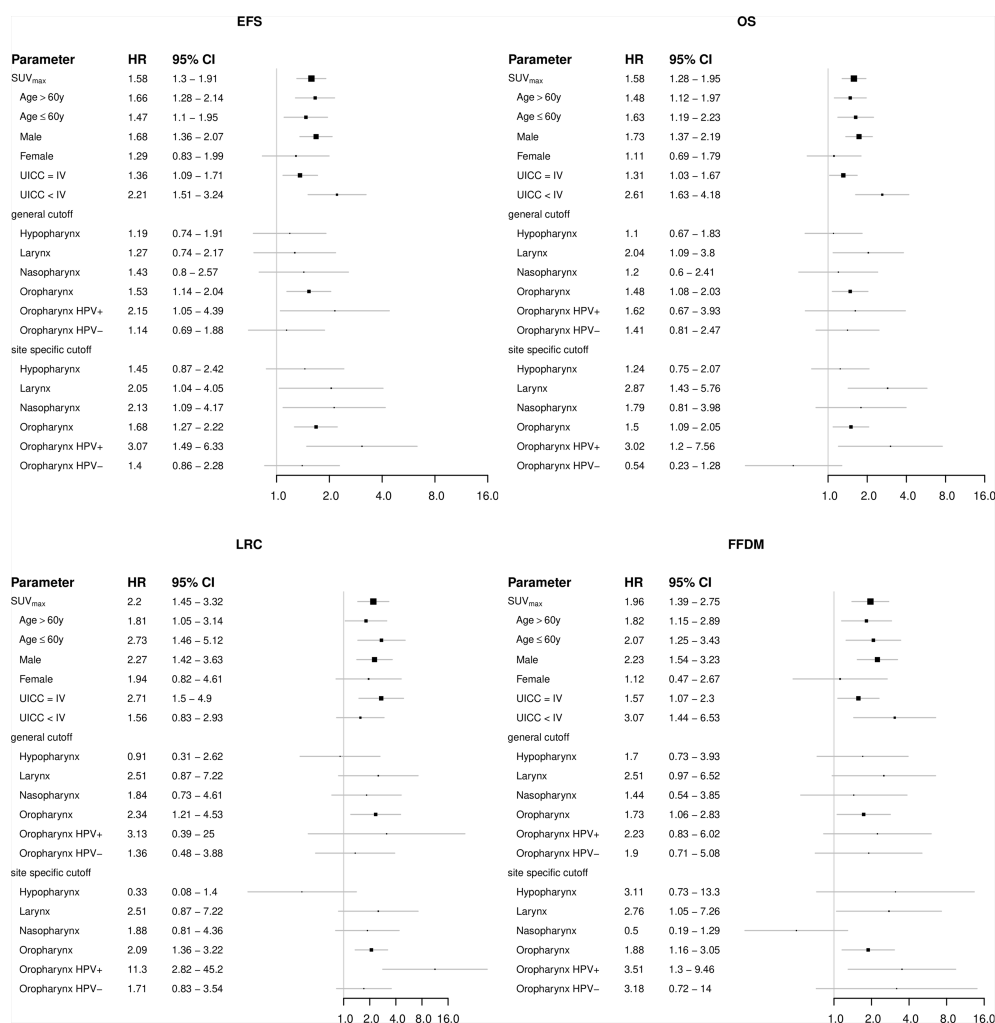 EFS
Parameter HR 95% CI
SUVmax 1.58 1.3 – 1.91
Age > 60y 1.66 1.28 – 2.14
Age ≤ 60y 1.47 1.1 – 1.95
Male 1.68 1.36 – 2.07
Female 1.29 0.83 – 1.99
UICC = IV 1.36 1.09 – 1.71
UICC < IV 2.21 1.51 – 3.24
general cutoff
Hypopharynx 1.19 0.74 – 1.91
Larynx 1.27 0.74 – 2.17
Nasopharynx 1.43 0.8 – 2.57
Oropharynx 1.53 1.14 – 2.04
Oropharynx HPV+ 2.15 1.05 – 4.39
Oropharynx HPV− 1.14 0.69 – 1.88
site specific cutoff
Hypopharynx 1.45 0.87 – 2.42
Larynx 2.05 1.04 – 4.05
Nasopharynx 2.13 1.09 – 4.17
Oropharynx 1.68 1.27 – 2.22
Oropharynx HPV+ 3.07 1.49 – 6.33
Oropharynx HPV− 1.4 0.86 – 2.28
1.0 2.0 4.0 8.0 16.0
OS
Parameter HR 95% CI
SUVmax 1.58 1.28 – 1.95
Age > 60y 1.48 1.12 – 1.97
Age ≤ 60y 1.63 1.19 – 2.23
Male 1.73 1.37 – 2.19
Female 1.11 0.69 – 1.79
UICC = IV 1.31 1.03 – 1.67
UICC < IV 2.61 1.63 – 4.18
general cutoff
Hypopharynx 1.1 0.67 – 1.83
Larynx 2.04 1.09 – 3.8
Nasopharynx 1.2 0.6 – 2.41
Oropharynx 1.48 1.08 – 2.03
Oropharynx HPV+ 1.62 0.67 – 3.93
Oropharynx HPV− 1.41 0.81 – 2.47
site specific cutoff
Hypopharynx 1.24 0.75 – 2.07
Larynx 2.87 1.43 – 5.76
Nasopharynx 1.79 0.81 – 3.98
Oropharynx 1.5 1.09 – 2.05
Oropharynx HPV+ 3.02 1.2 – 7.56
Oropharynx HPV− 0.54 0.23 – 1.28
1.0 2.0 4.0 8.0 16.0
LRC
Parameter HR 95% CI
SUVmax 2.2 1.45 – 3.32
Age > 60y 1.81 1.05 – 3.14
Age ≤ 60y 2.73 1.46 – 5.12
Male 2.27 1.42 – 3.63
Female 1.94 0.82 – 4.61
UICC = IV 2.71 1.5 – 4.9
UICC < IV 1.56 0.83 – 2.93
general cutoff
Hypopharynx 0.91 0.31 – 2.62
Larynx 2.51 0.87 – 7.22
Nasopharynx 1.84 0.73 – 4.61
Oropharynx 2.34 1.21 – 4.53
Oropharynx HPV+ 3.13 0.39 – 25
Oropharynx HPV− 1.36 0.48 – 3.88
site specific cutoff
Hypopharynx 0.33 0.08 – 1.4
Larynx 2.51 0.87 – 7.22
Nasopharynx 1.88 0.81 – 4.36
Oropharynx 2.09 1.36 – 3.22
Oropharynx HPV+ 11.3 2.82 – 45.2
Oropharynx HPV− 1.71 0.83 – 3.54
1.0 2.0 4.0 8.0 16.0
FFDM
Parameter HR 95% CI
SUVmax 1.96 1.39 – 2.75
Age > 60y 1.82 1.15 – 2.89
Age ≤ 60y 2.07 1.25 – 3.43
Male 2.23 1.54 – 3.23
Female 1.12 0.47 – 2.67
UICC = IV 1.57 1.07 – 2.3
UICC < IV 3.07 1.44 – 6.53
general cutoff
Hypopharynx 1.7 0.73 – 3.93
Larynx 2.51 0.97 – 6.52
Nasopharynx 1.44 0.54 – 3.85
Oropharynx 1.73 1.06 – 2.83
Oropharynx HPV+ 2.23 0.83 – 6.02
Oropharynx HPV− 1.9 0.71 – 5.08
site specific cutoff
Hypopharynx 3.11 0.73 – 13.3
Larynx 2.76 1.05 – 7.26
Nasopharynx 0.5 0.19 – 1.29
Oropharynx 1.88 1.16 – 3.05
Oropharynx HPV+ 3.51 1.3 – 9.46
Oropharynx HPV− 3.18 0.72 – 14
1.0 2.0 4.0 8.0 16.0